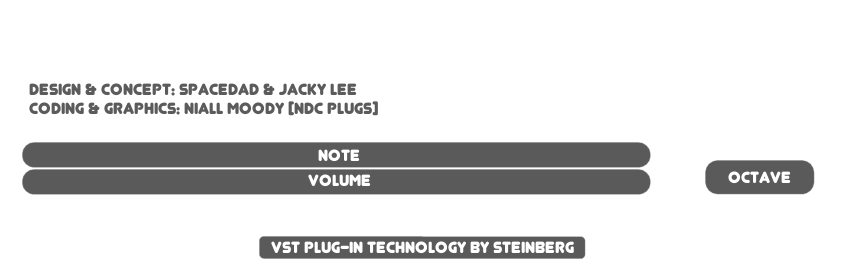 DESIGN & CONCEPT: SPACEDAD & JACKY LEE
CODING & GRAPHICS: NIALL MOODY [NDC PLUGS]
NOTE
VOLUME
OCTAVE
VST PLUG-IN TECHNOLOGY BY STEINBERG